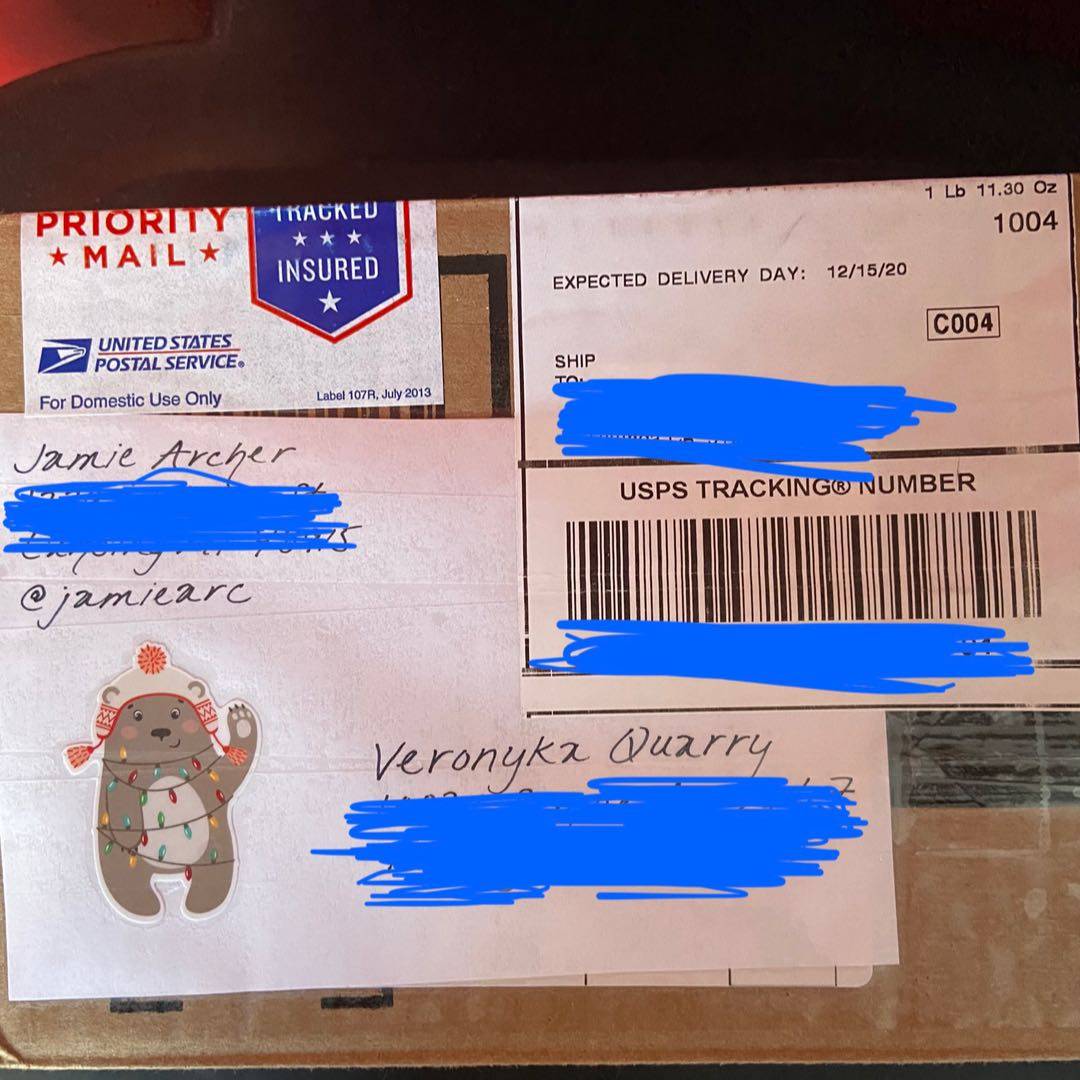 PRIORITY
★ MAIL ★
TRACKED
★ ★ ★
INSURED
★
UNITED STATES
POSTAL SERVICE®
For Domestic Use Only
Label 107R, July 2013
1 Lb 11.30 Oz
1004
EXPECTED DELIVERY DAY: 12/15/20
C004
SHIP
TO:
USPS TRACKING® NUMBER
Jamie Archer
@jamiearc
Veronyka Quarry